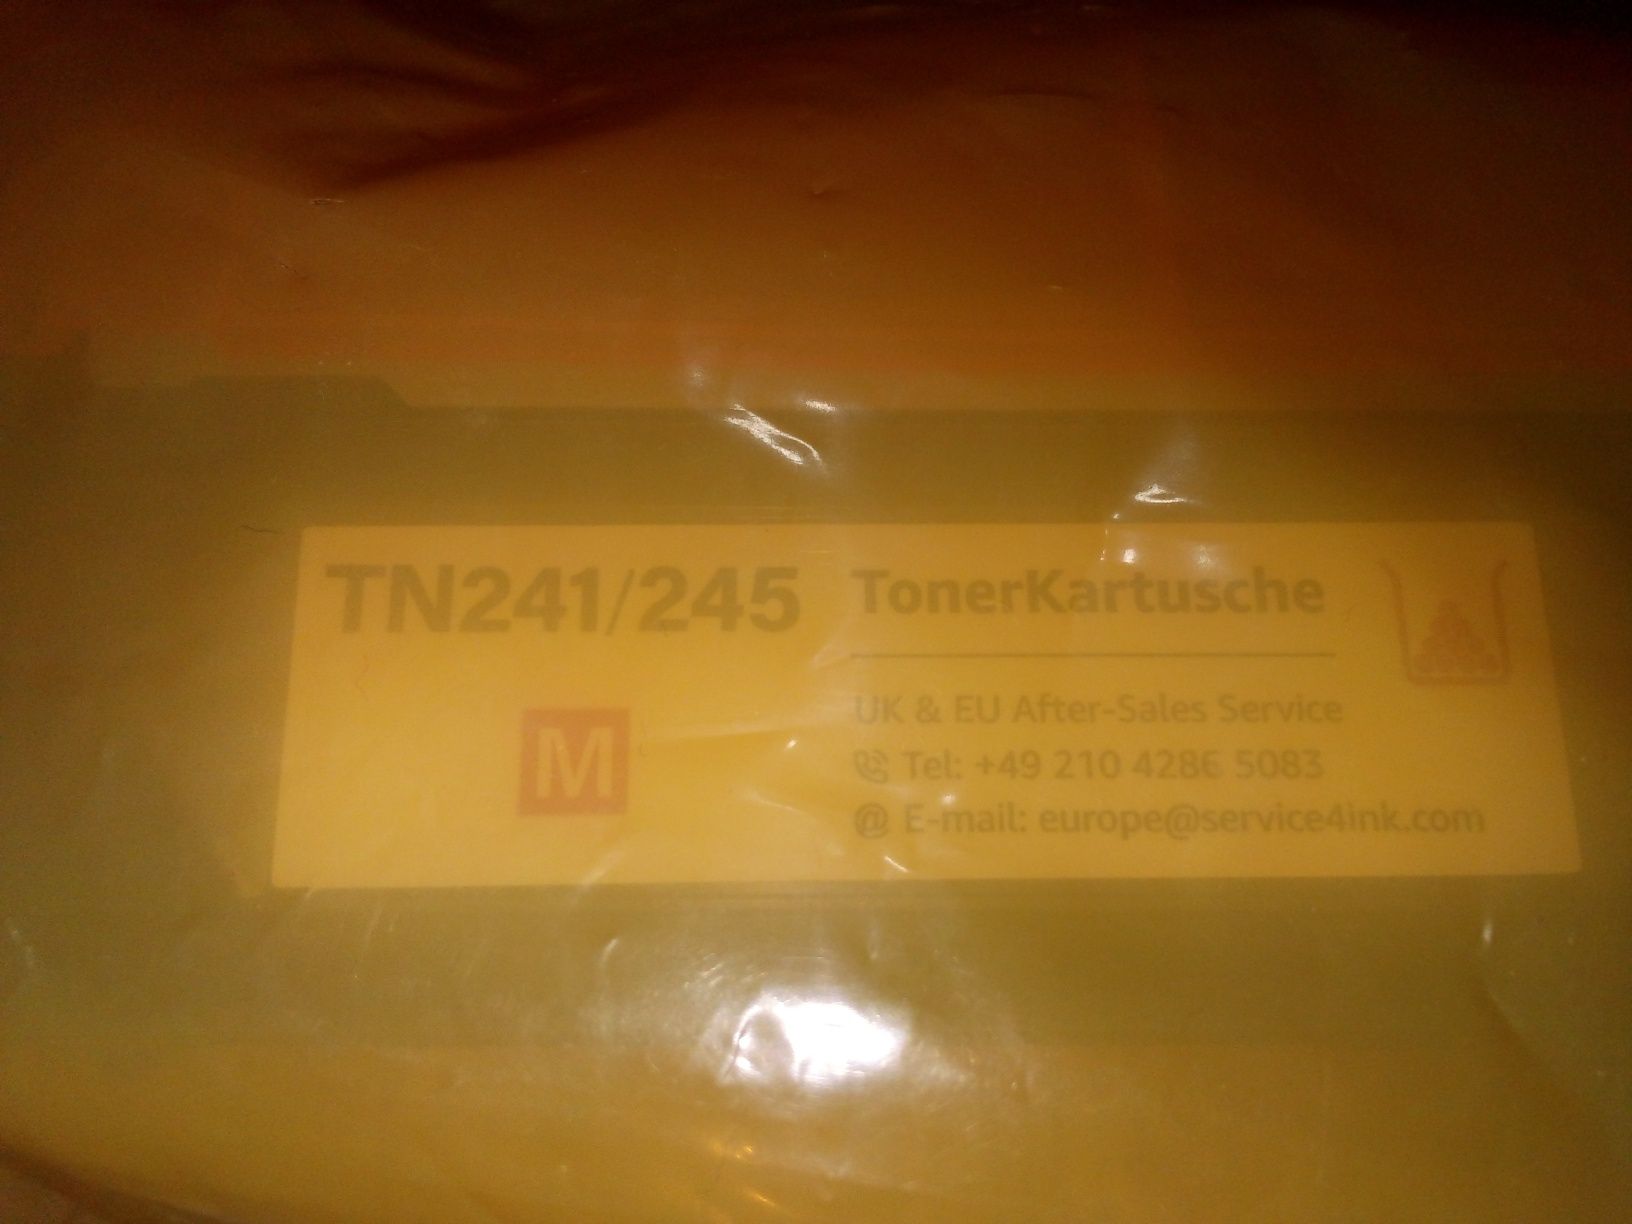 TN241/245
M
TonerKartusche
UK & EU After-Sales Service
Tel: +49 210 4286 5083
@ E-mail: europe@service4ink.com